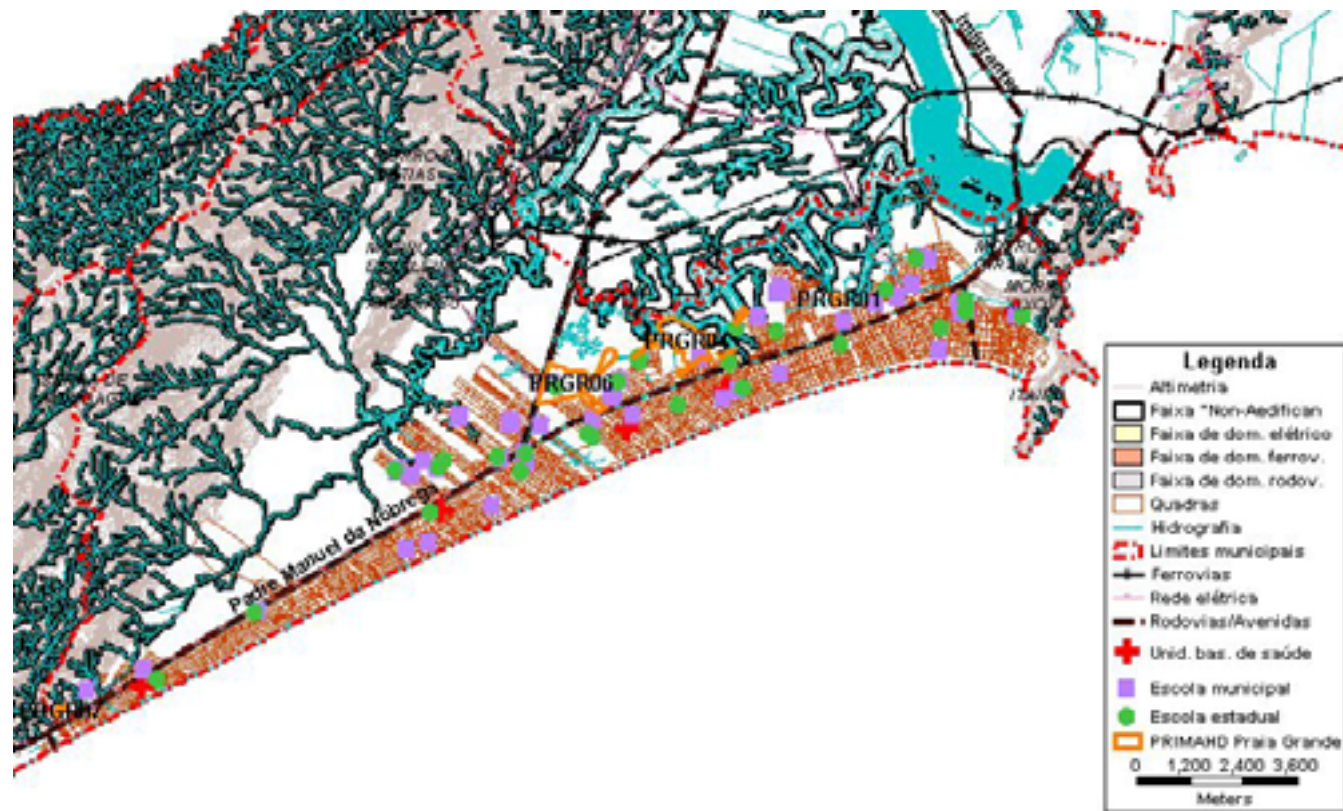 Imigrante
PRGR01
PRGR06
Padre Manuel da Nóbrega
Legenda
Altimetria
Faixa "Non-Aedifican
Faixa de dom. elétrico
Faixa de dom. ferrov.
Faixa de dom. rodov.
Quadras
Hidrografia
Limites municipais
Ferrovias
Rede elétrica
Rodovias/Avenidas
Unid. bas. de saúde
Escola municipal
Escola estadual
PRIMAHD Praia Grande
0 1,200 2,400 3,600
Meters